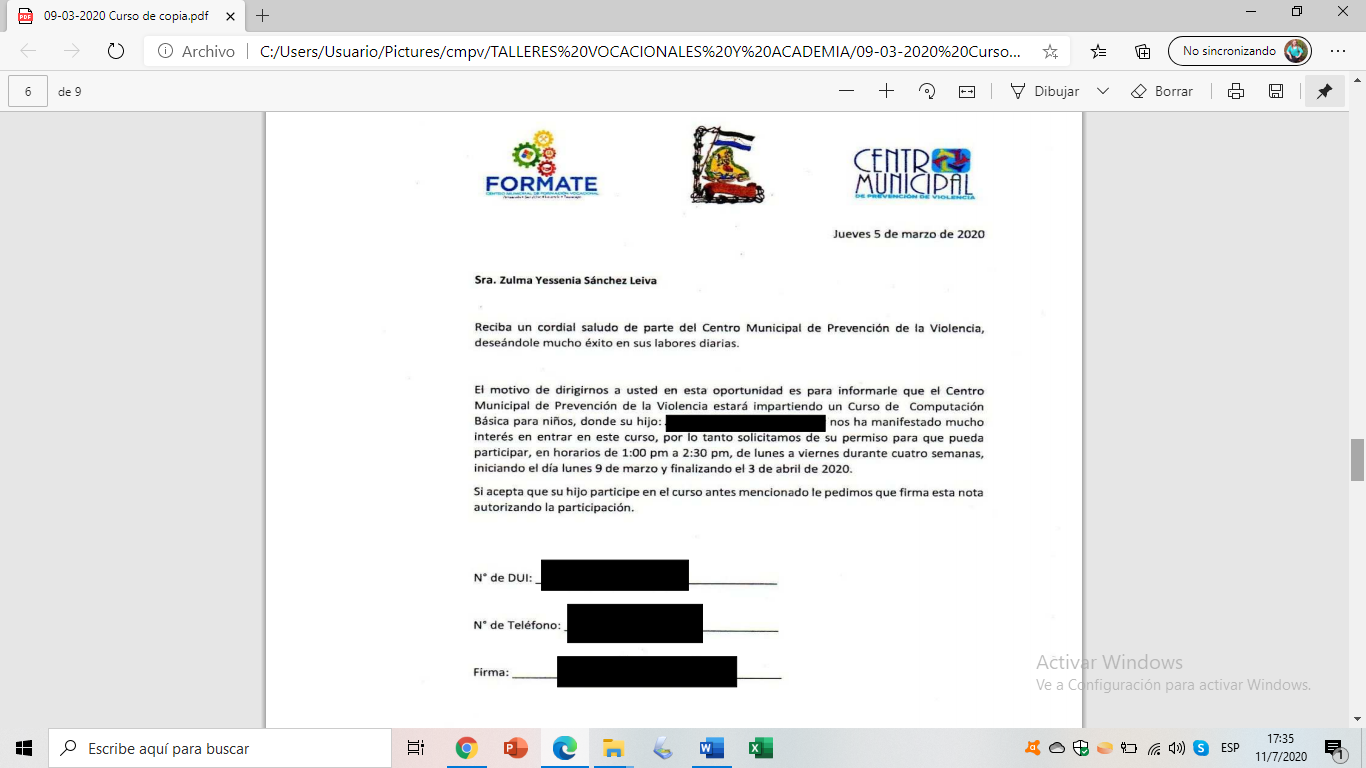 09-03-2020 Curso de copia.pdf
Archivo
C:/Users/Usuario/Pictures/cmpv/TALLERES%20VOCACIONALES%20Y%20ACADEMIA/09-03-2020%20Curso...
No sincronizando
6 de 9
Dibujar
Borrar
FORMATE
CENTRO MUNICIPAL DE FORMACIÓN VOCACIONAL
CENTRO MUNICIPAL
DE PREVENCIÓN DE VIOLENCIA
Jueves 5 de marzo de 2020
Sra. Zulma Yessenia Sánchez Leiva
Reciba un cordial saludo de parte del Centro Municipal de Prevención de la Violencia,
deseándole mucho éxito en sus labores diarias.
El motivo de dirigirnos a usted en esta oportunidad es para informarle que el Centro
Municipal de Prevención de la Violencia estará impartiendo un Curso de Computación
Básica para niños, donde su hijo: nos ha manifestado mucho
interés en entrar en este curso, por lo tanto solicitamos de su permiso para que pueda
participar, en horarios de 1:00 pm a 2:30 pm, de lunes a viernes durante cuatro semanas,
iniciando el día lunes 9 de marzo y finalizando el 3 de abril de 2020.
Si acepta que su hijo participe en el curso antes mencionado le pedimos que firma esta nota
autorizando la participación.
N° de DUI:
N° de Teléfono:
Firma:
Activar Windows
Ve a Configuración para activar Windows.
Escribe aquí para buscar
ESP
17:35
11/7/2020
1